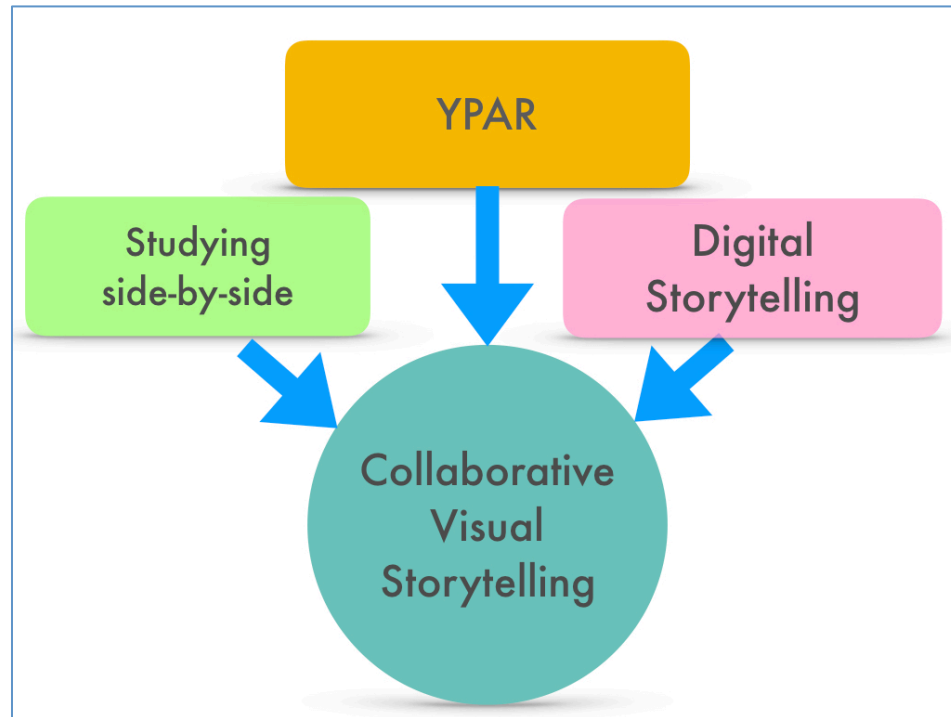 YPAR
Studying
side-by-side
Digital
Storytelling
Collaborative
Visual
Storytelling